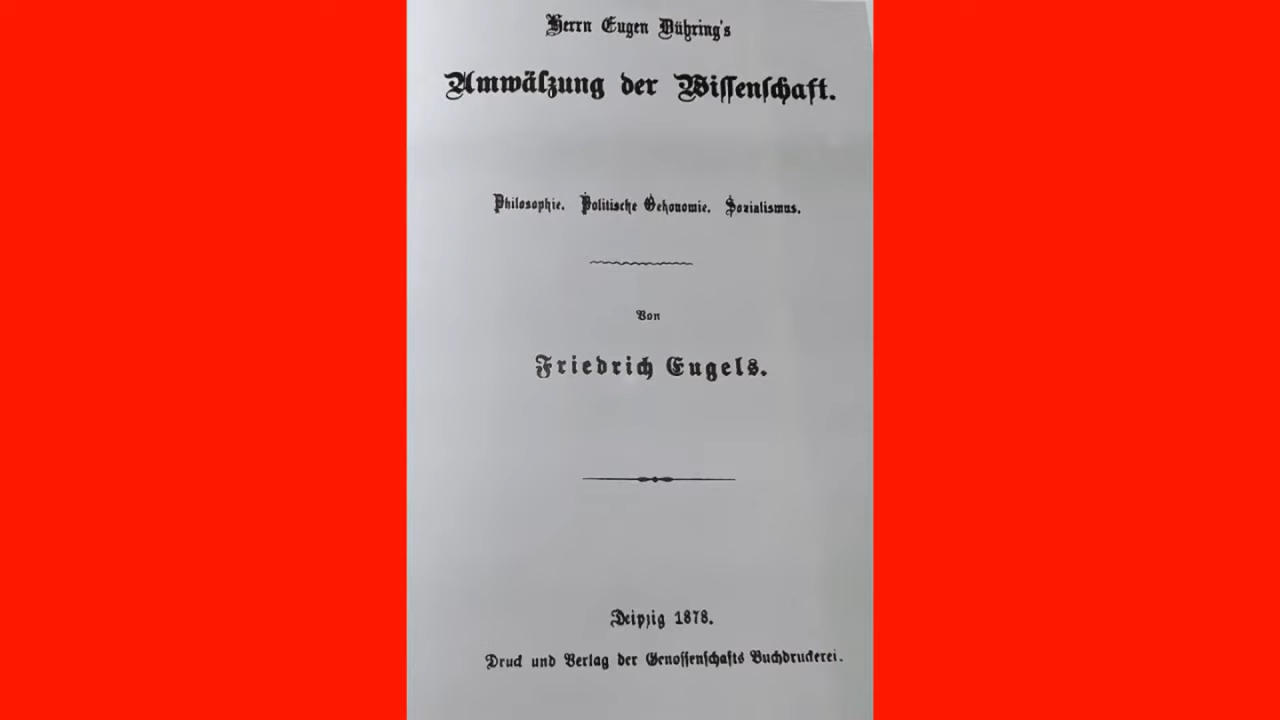 Herrn Eugen Dühring's
Umwälzung der Wissenschaft.
Philosophie. Politische Oekonomie. Sozialismus.
Von
Friedrich Engels.
Leipzig 1878.
Druck und Verlag der Genossenschafts Buchdruckerei.